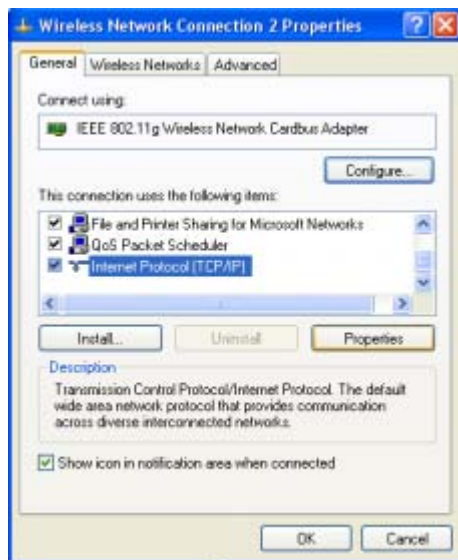 Wireless Network Connection 2 Properties
General Wireless Networks Advanced
Connect using:
IEEE 802.11g Wireless Network Cardbus Adapter
Configure...
This connection uses the following items:
File and Printer Sharing for Microsoft Networks
QoS Packet Scheduler
Internet Protocol (TCP/IP)
Install... Uninstall Properties
Description
Transmission Control Protocol/Internet Protocol. The default
wide area network protocol that provides communication
across diverse interconnected networks.
Show icon in notification area when connected
OK Cancel